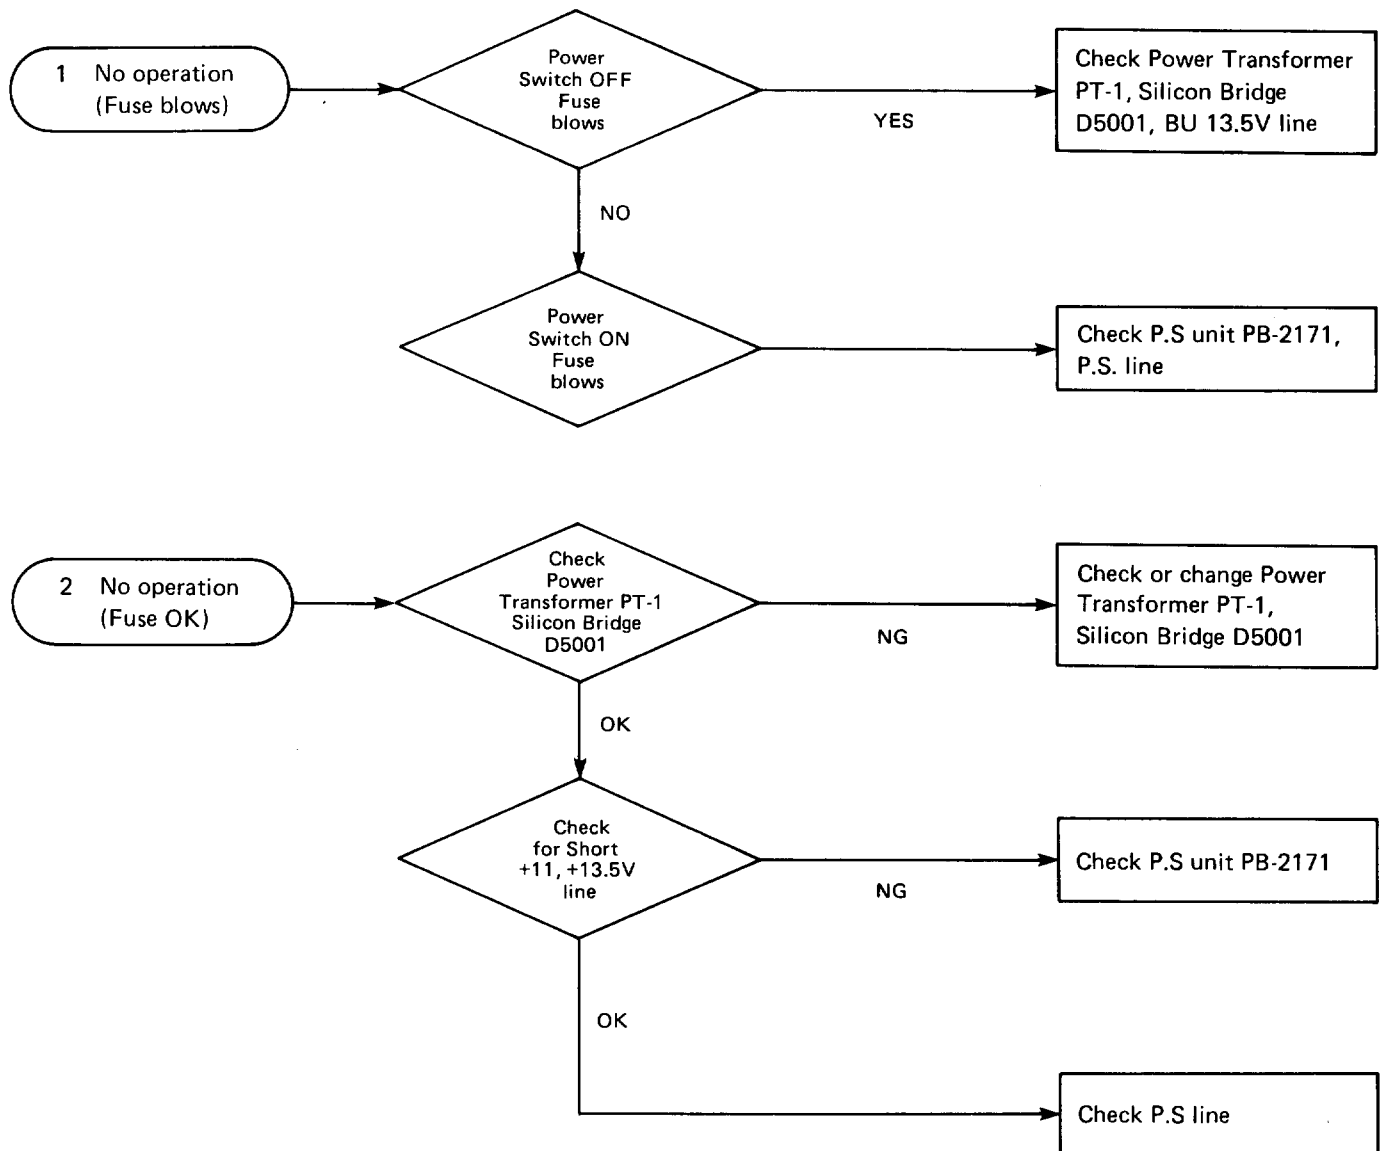 1 No operation
(Fuse blows)
Power
Switch OFF
Fuse
blows
YES
Check Power Transformer
PT-1, Silicon Bridge
D5001, BU 13.5V line
NO
Power
Switch ON
Fuse
blows
Check P.S unit PB-2171,
P.S. line
2 No operation
(Fuse OK)
Check
Power
Transformer PT-1
Silicon Bridge
D5001
NG
Check or change Power
Transformer PT-1,
Silicon Bridge D5001
OK
Check
for Short
+11, +13.5V
line
NG
Check P.S unit PB-2171
OK
Check P.S line